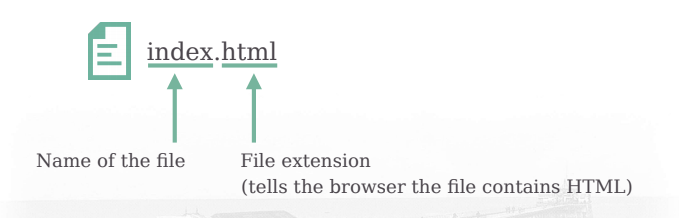 index.html
Name of the file
File extension
(tells the browser the file contains HTML)